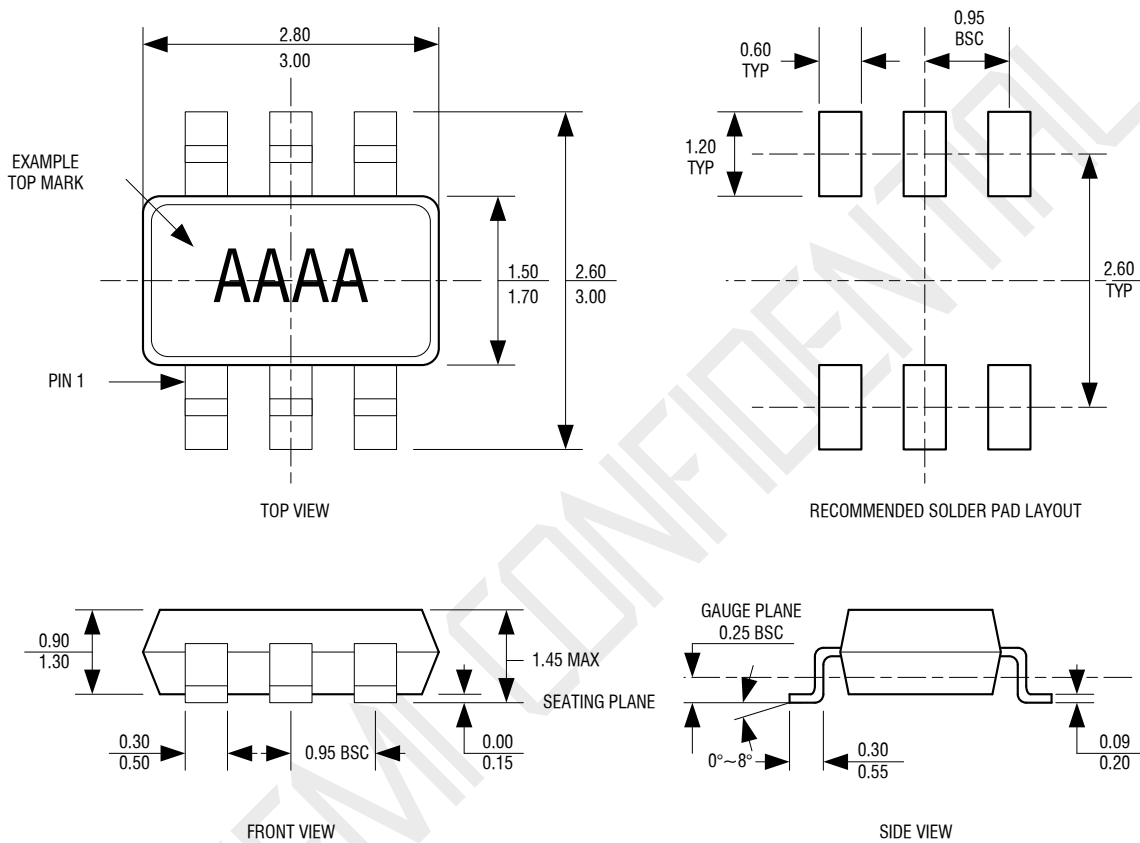 2.80
3.00
EXAMPLE
TOP MARK
AAAA
1.50
1.70
2.60
3.00
PIN 1
TOP VIEW
0.60
TYP
0.95
BSC
1.20
TYP
2.60
TYP
RECOMMENDED SOLDER PAD LAYOUT
0.90
1.30
1.45 MAX
SEATING PLANE
0.30
0.50
0.95 BSC
0.00
0.15
FRONT VIEW
GAUGE PLANE
0.25 BSC
0°~8°
0.30
0.55
0.09
0.20
SIDE VIEW
CONFIDENTIAL